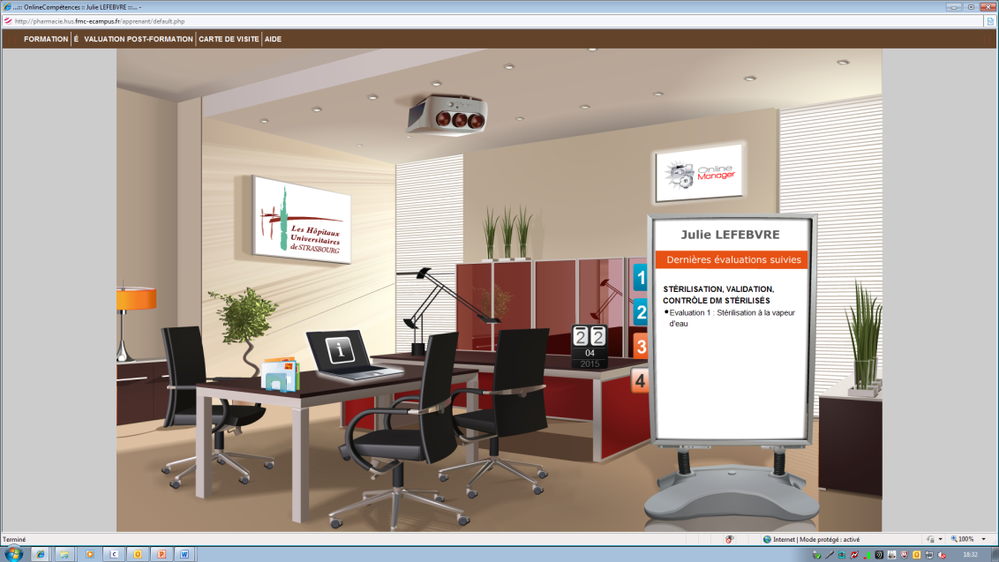 ...::: OnlineCompétences :: Julie LEFEBVRE :::... -
http://pharmacie.hus.fmc-ecampus.fr/apprenant/default.php
FORMATION É VALUATION POST-FORMATION CARTE DE VISITE AIDE
Online
Manager
Les Hôpitaux
Universitaires
de STRASBOURG
Julie LEFEBVRE
Dernières évaluations suivies
STÉRILISATION, VALIDATION,
CONTRÔLE DM STÉRILISÉS
•Evaluation 1 : Stérilisation à la vapeur
d'eau
1
2
3
4
22
04
2015
i
Terminé
Internet | Mode protégé : activé
100%
18:32